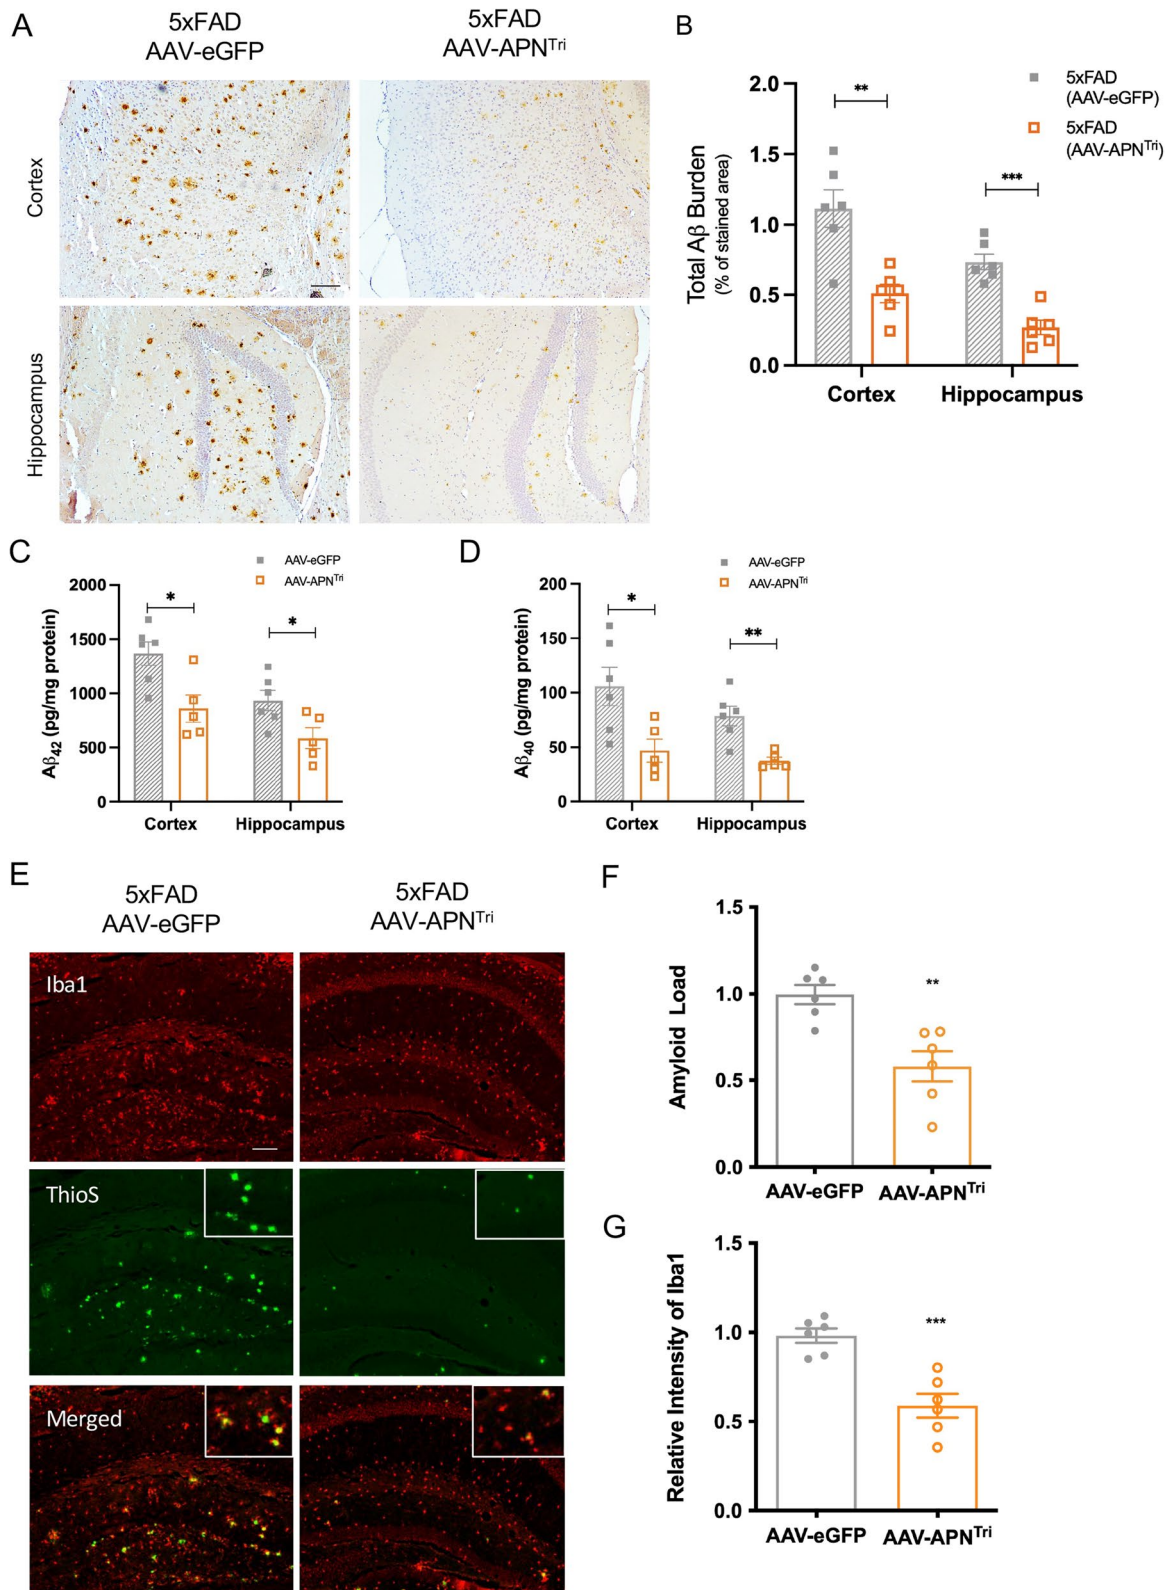 A
5xFAD
AAV-eGFP
5xFAD
AAV-APNTri
Cortex
Hippocampus
B
Total Aβ Burden
(% of stained area)
2.0
1.5
1.0
0.5
0.0
**
***
Cortex
Hippocampus
5xFAD
(AAV-eGFP)
5xFAD
(AAV-APNTri)
C
Aβ42 (pg/mg protein)
2000
1500
1000
500
0
*
*
Cortex
Hippocampus
AAV-eGFP
AAV-APNTri
D
Aβ40 (pg/mg protein)
200
150
100
50
0
*
**
Cortex
Hippocampus
AAV-eGFP
AAV-APNTri
E
5xFAD
AAV-eGFP
5xFAD
AAV-APNTri
Iba1
ThioS
Merged
F
Amyloid Load
1.5
1.0
0.5
0.0
**
AAV-eGFP
AAV-APNTri
G
Relative Intensity of Iba1
1.5
1.0
0.5
0.0
***
AAV-eGFP
AAV-APNTri